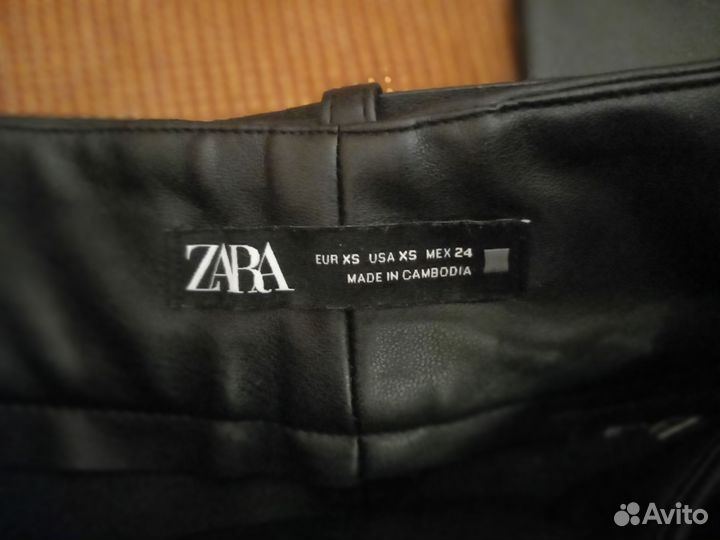 ZARA
EUR XS USA XS MEX 24
MADE IN CAMBODIA
Avito